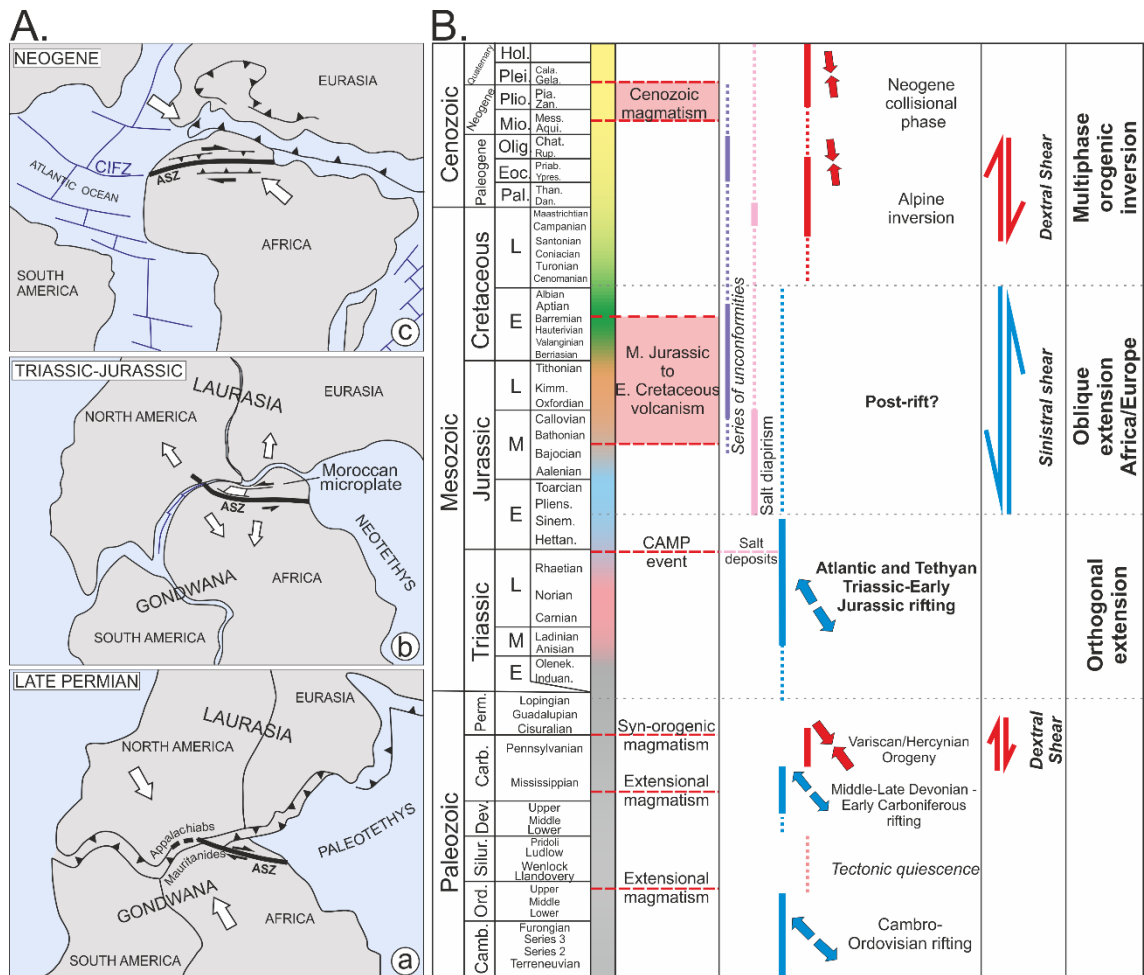 A.
NEOGENE
EURASIA
CIFZ
ATLANTIC OCEAN
ASZ
AFRICA
SOUTH
AMERICA
c
TRIASSIC-JURASSIC
LAURASIA
EURASIA
NORTH AMERICA
Moroccan
microplate
ASZ
NEOTETHYS
GONDWANA
AFRICA
SOUTH AMERICA
b
LATE PERMIAN
EURASIA
LAURASIA
NORTH AMERICA
Appalachiabs
Mauritanides
ASZ
PALEOTETHYS
GONDWANA
AFRICA
SOUTH AMERICA
a
B.
Cenozoic
Mesozoic
Paleozoic
Quaternary
Neogene
Paleogene
Cretaceous
Jurassic
Triassic
Perm.
Carb.
Dev.
Silur.
Ord.
Camb.
Hol.
Plei.
Plio.
Mio.
Olig.
Eoc.
Pal.
L
E
L
M
E
L
M
E
Cala.
Gela.
Pia.
Zan.
Mess.
Aqui.
Chat.
Rup.
Priab.
Ypres.
Than.
Dan.
Maastrichtian
Campanian
Santonian
Coniacian
Turonian
Cenomanian
Albian
Aptian
Barremian
Hauterivian
Valanginian
Berriasian
Tithonian
Kimm.
Oxfordian
Callovian
Bathonian
Bajocian
Aalenian
Toarcian
Pliens.
Sinem.
Hettan.
Rhaetian
Norian
Carnian
Ladinian
Anisian
Olenek.
Induan.
Lopingian
Guadalupian
Cisuralian
Pennsylvanian
Mississippian
Upper
Middle
Lower
Pridoli
Ludlow
Wenlock
Llandovery
Upper
Middle
Lower
Furongian
Series 3
Series 2
Terreneuvian
Cenozoic
magmatism
M. Jurassic
to
E. Cretaceous
volcanism
CAMP
event
Syn-orogenic
magmatism
Extensional
magmatism
Extensional
magmatism
Series of unconformities
Salt diapirism
Salt
deposits
Neogene
collisional
phase
Alpine
inversion
Post-rift?
Atlantic and Tethyan
Triassic-Early
Jurassic rifting
Variscan/Hercynian
Orogeny
Middle-Late Devonian -
Early Carboniferous
rifting
Tectonic quiescence
Cambro-
Ordovisian rifting
Dextral Shear
Sinistral shear
Dextral
Shear
Multiphase
orogenic
inversion
Oblique
extension
Africa/Europe
Orthogonal
extension